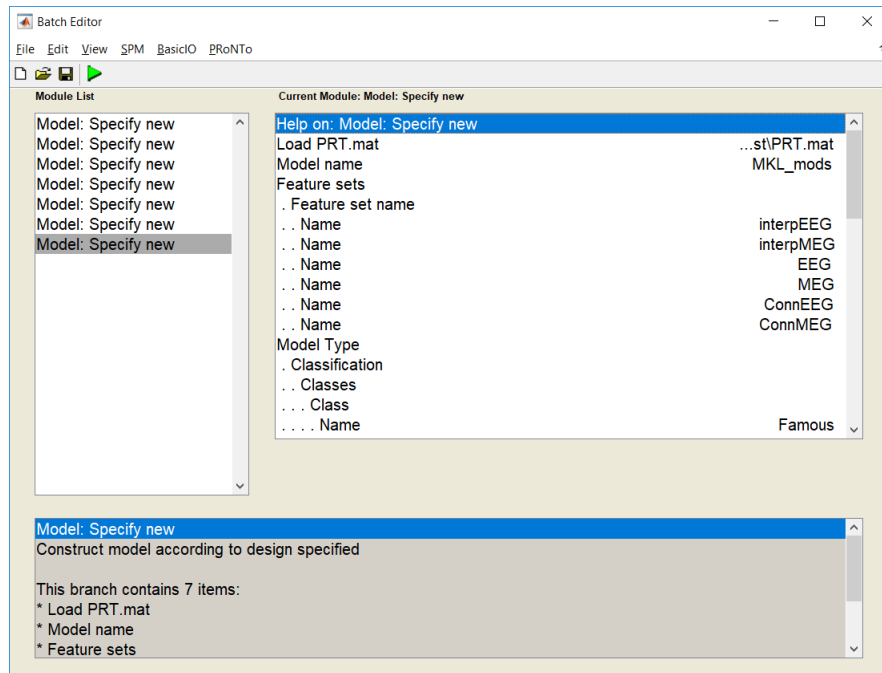 Batch Editor
File Edit View SPM BasicIO PRoNTo
Module List
Current Module: Model: Specify new
Model: Specify new
Model: Specify new
Model: Specify new
Model: Specify new
Model: Specify new
Model: Specify new
Model: Specify new
Help on: Model: Specify new
Load PRT.mat ...st\PRT.mat
Model name MKL_mods
Feature sets
. Feature set name
. . Name interpEEG
. . Name interpMEG
. . Name EEG
. . Name MEG
. . Name ConnEEG
. . Name ConnMEG
Model Type
. Classification
. . Classes
. . . Class
. . . . Name Famous
Model: Specify new
Construct model according to design specified
This branch contains 7 items:
* Load PRT.mat
* Model name
* Feature sets